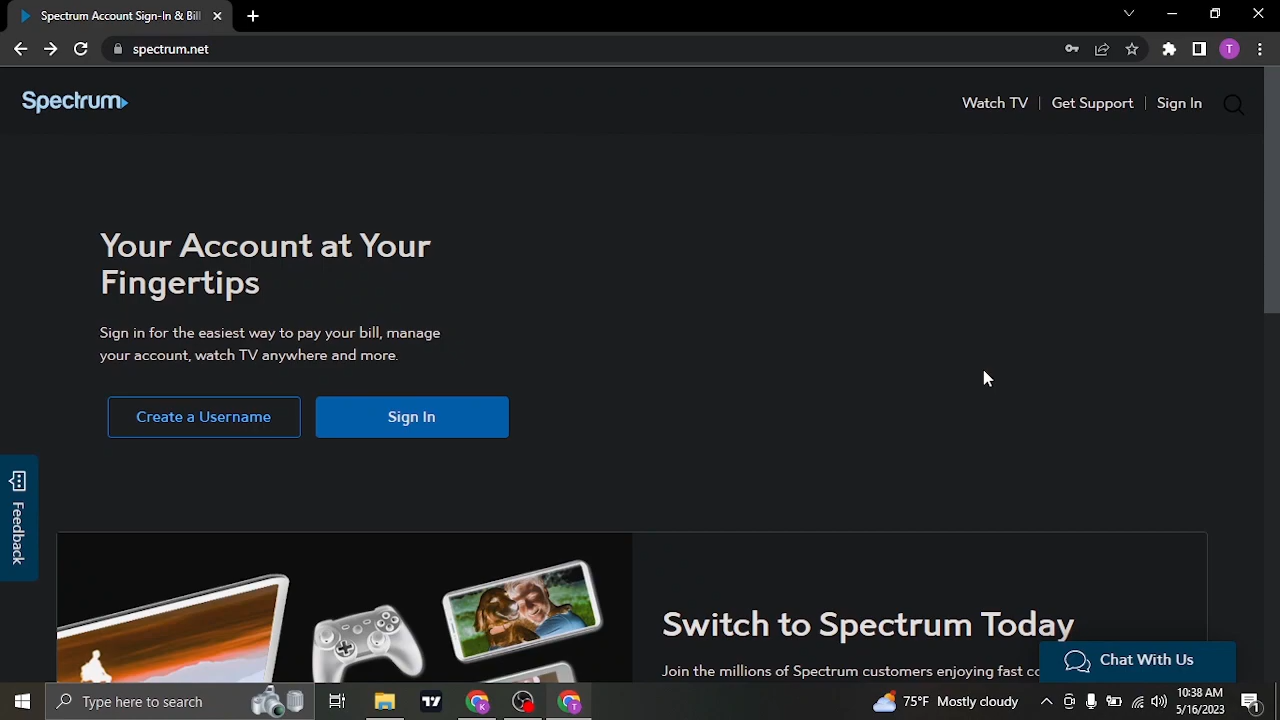 Spectrum Account Sign-In & Bill
spectrum.net
T
Spectrum
Watch TV
Get Support
Sign In
Your Account at Your
Fingertips
Sign in for the easiest way to pay your bill, manage
your account, watch TV anywhere and more.
Create a Username
Sign In
Feedback
Switch to Spectrum Today
Join the millions of Spectrum customers enjoying fast co
Chat With Us
Type here to search
K
T
75°F Mostly cloudy
10:38 AM
5/16/2023
1